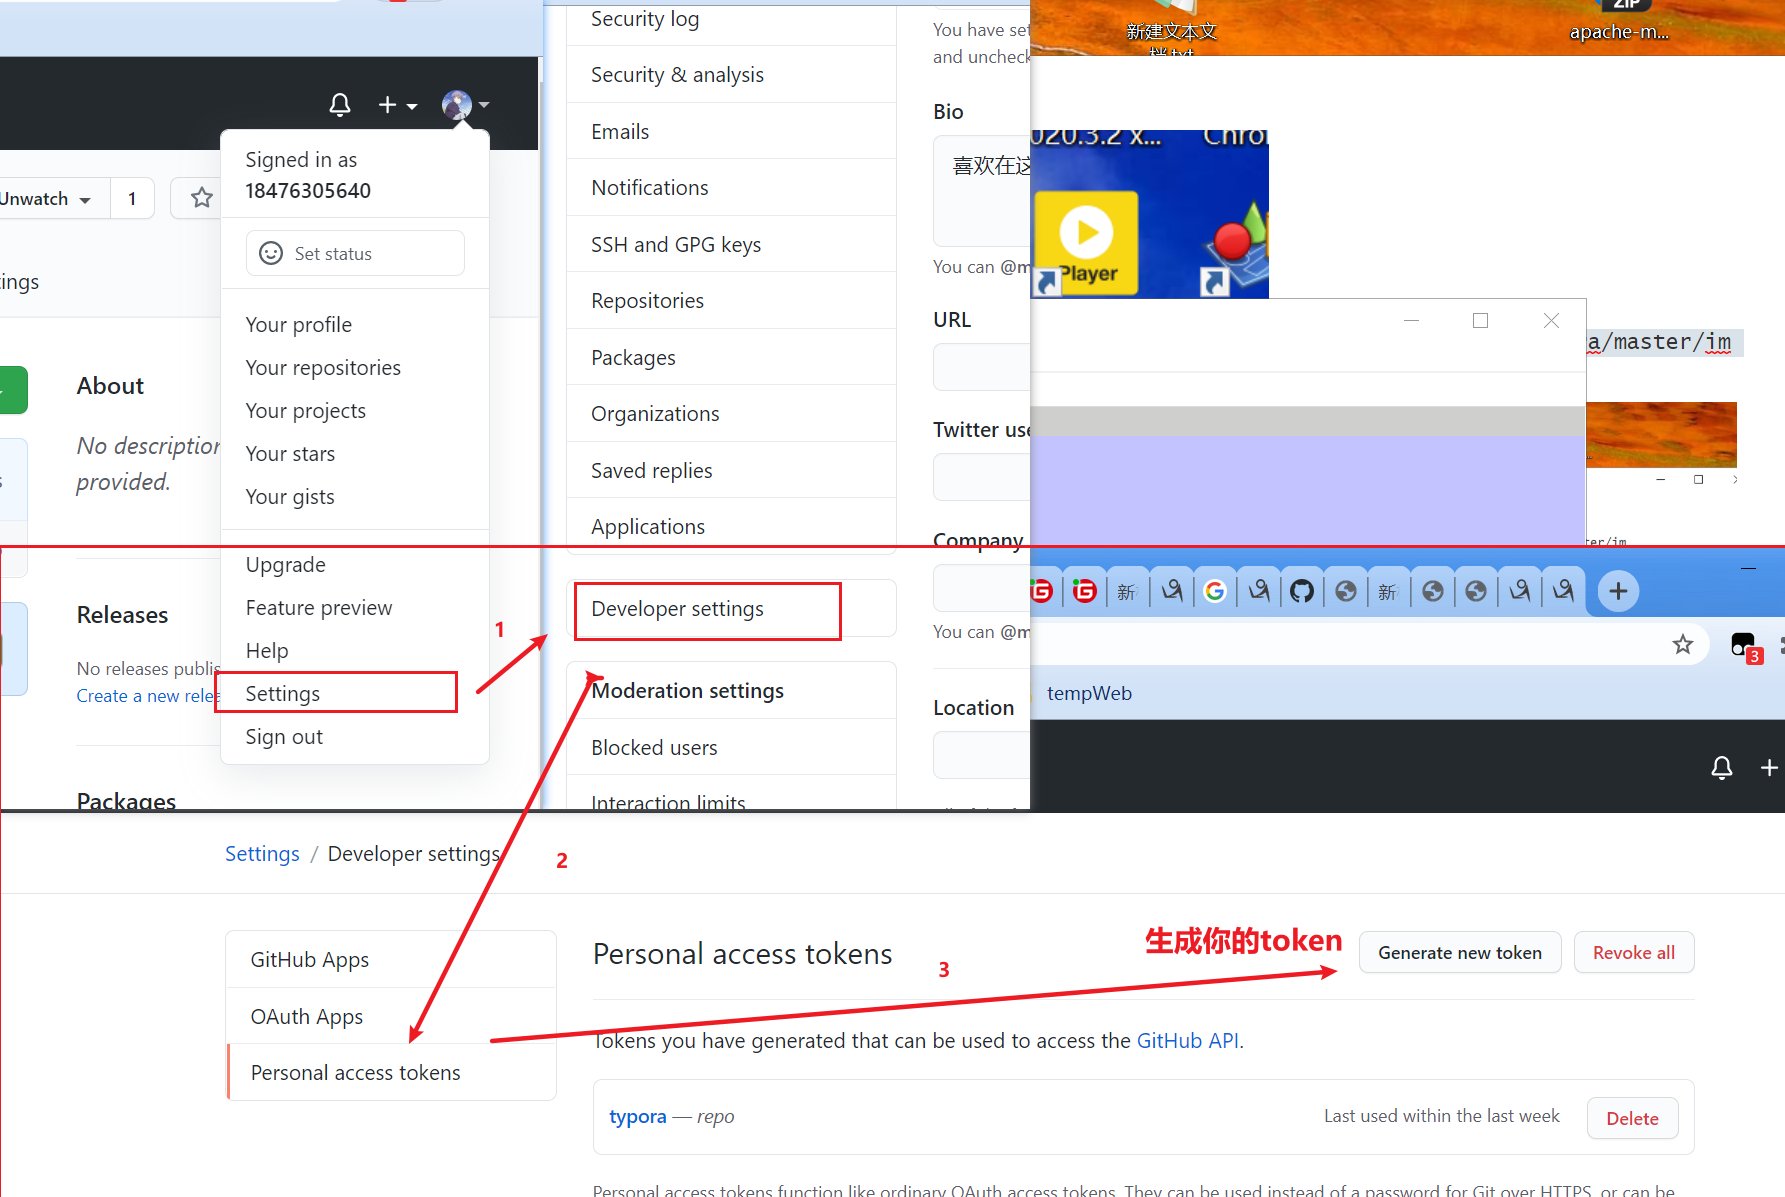 Unwatch
1
Signed in as
18476305640
Set status
Your profile
Your repositories
Your projects
Your stars
Your gists
Upgrade
Feature preview
Help
Settings
Sign out
About
No description
provided.
Releases
No releases
Create a new
Packages
Security log
Security & analysis
Emails
Notifications
SSH and GPG keys
Repositories
Packages
Organizations
Saved replies
Applications
Developer settings
Moderation settings
Blocked users
Interaction limits
You have set
and uncheck
Bio
喜欢在这
You can @m
URL
Twitter use
Company
You can @m
Location
新建文本文
档.txt
ZIP
apache-m...
020.3.2 x...
Chro
Player
a/master/im
ter/im
新
新
3
tempWeb
1
2
3
Settings / Developer settings
GitHub Apps
OAuth Apps
Personal access tokens
Personal access tokens
生成你的token
Generate new token
Revoke all
Tokens you have generated that can be used to access the GitHub API.
typora — repo
Last used within the last week
Delete
Personal access tokens function like ordinary OAuth access tokens. They can be used instead of a password for Git over HTTPS, or can be